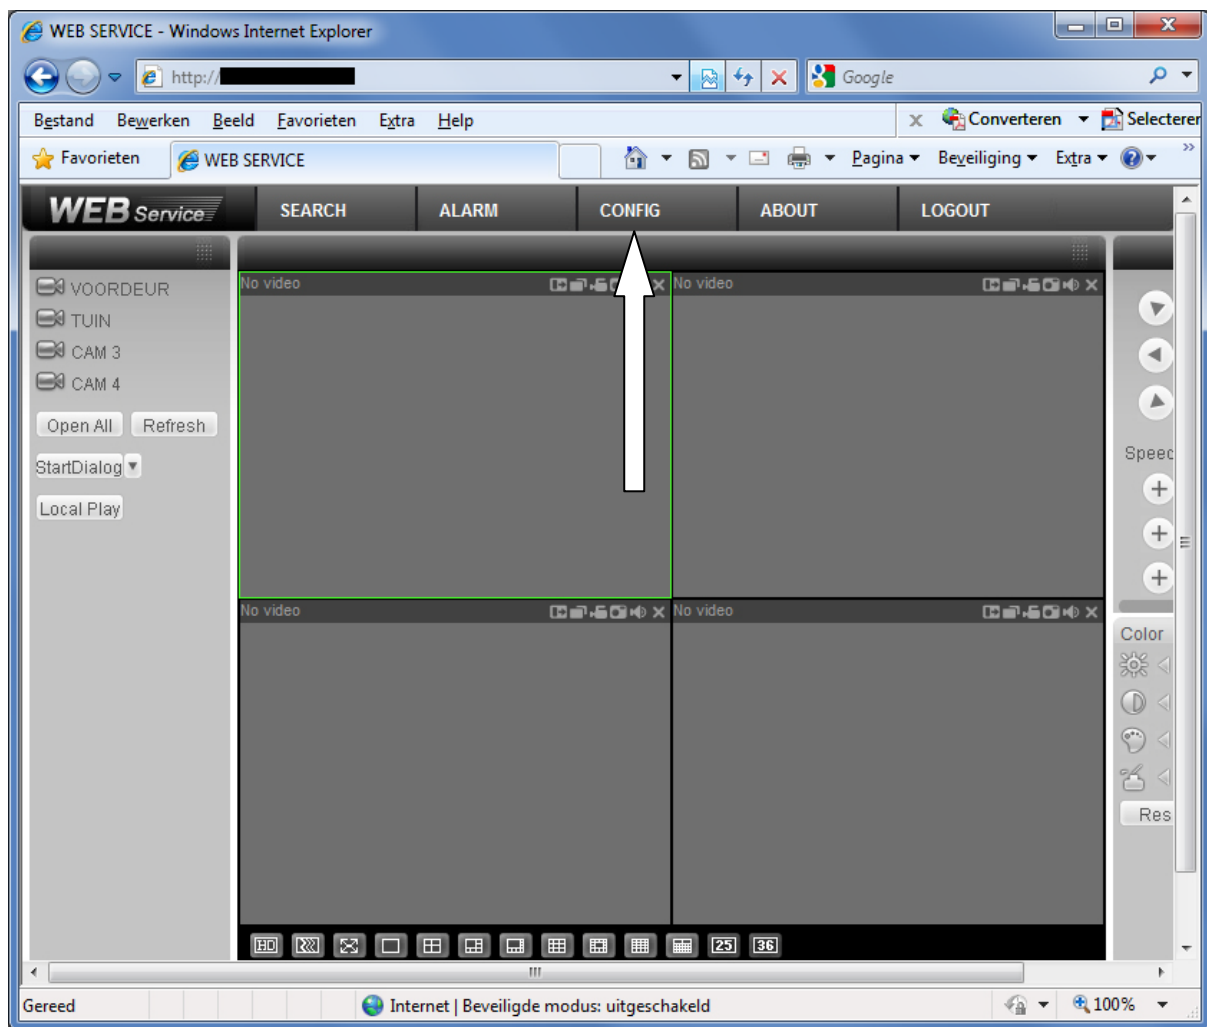 WEB SERVICE - Windows Internet Explorer
http://
Google
Bestand Bewerken Beeld Favorieten Extra Help
x Converteren Selecteren
Favorieten WEB SERVICE Pagina Beveiliging Extra
WEB Service SEARCH ALARM CONFIG ABOUT LOGOUT
VOORDEUR
TUIN
CAM 3
CAM 4
Open All Refresh
StartDialog
Local Play
No video
No video
No video
No video
Speed
Color
Res
HD 25 36
Gereed
Internet | Beveiligde modus: uitgeschakeld
100%